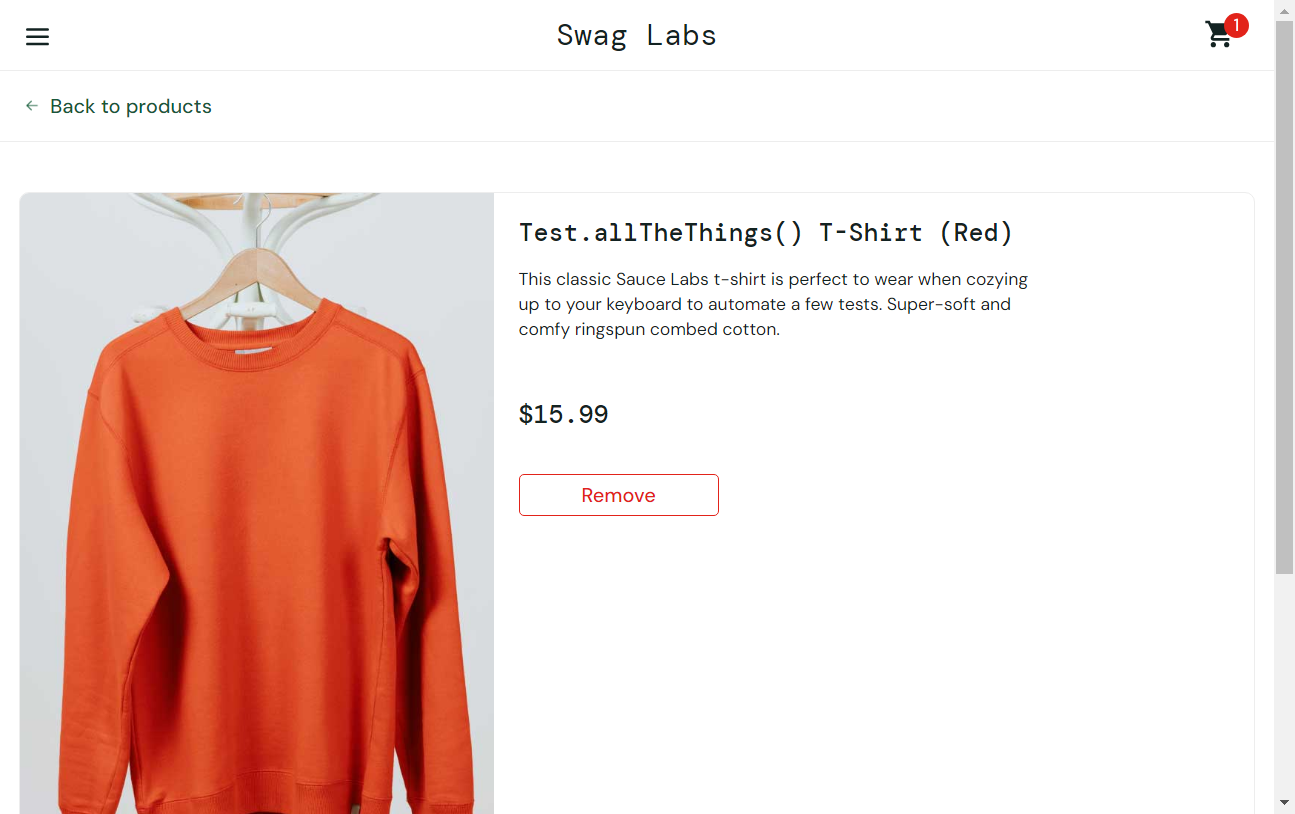 Swag Labs
1
Back to products
Test.allTheThings() T-Shirt (Red)
This classic Sauce Labs t-shirt is perfect to wear when cozying
up to your keyboard to automate a few tests. Super-soft and
comfy ringspun combed cotton.
$15.99
Remove